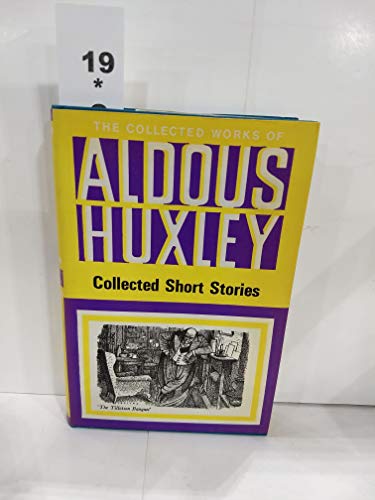 19
*
THE COLLECTED WORKS OF
ALDOUS
HUXLEY
Collected Short Stories
'The Tillotson Banquet'